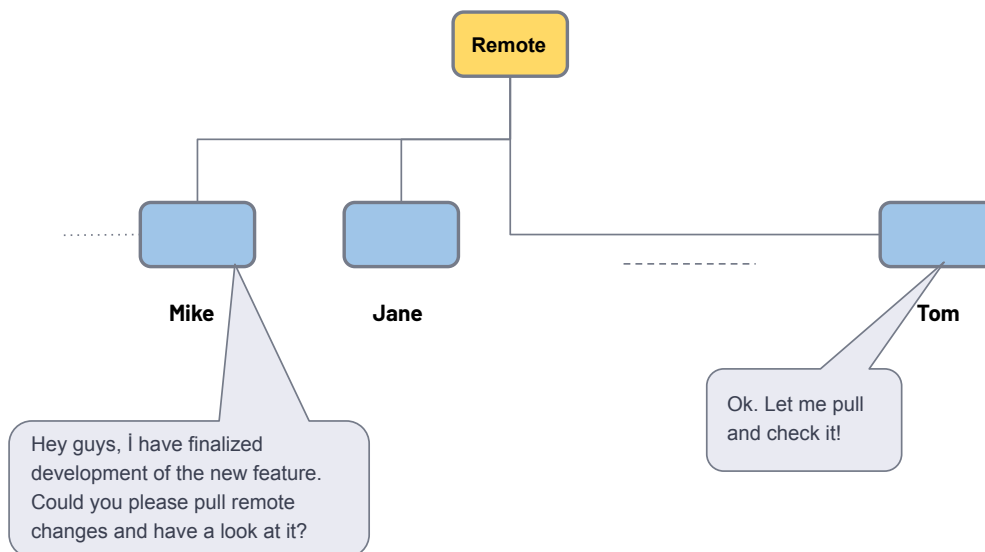 Remote
Mike
Jane
Tom
Hey guys, İ have finalized
development of the new feature.
Could you please pull remote
changes and have a look at it?
Ok. Let me pull
and check it!